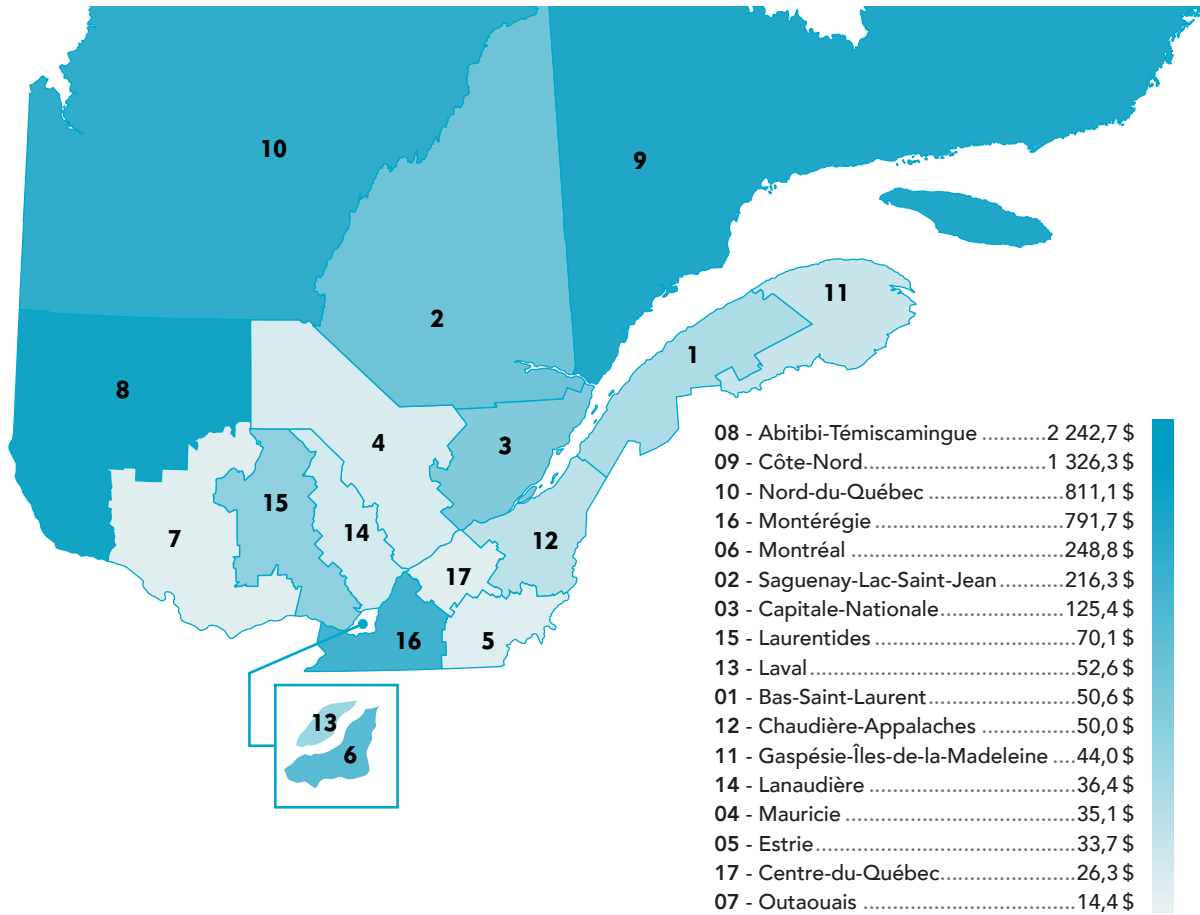 10
9
11
2
1
8
4
3
15
7
14
12
17
16
5
13
6
08 - Abitibi-Témiscamingue ...........2 242,7 $
09 - Côte-Nord..............................1 326,3 $
10 - Nord-du-Québec ......................811,1 $
16 - Montérégie ..............................791,7 $
06 - Montréal ..................................248,8 $
02 - Saguenay-Lac-Saint-Jean ..........216,3 $
03 - Capitale-Nationale.....................125,4 $
15 - Laurentides ................................70,1 $
13 - Laval..........................................52,6 $
01 - Bas-Saint-Laurent.......................50,6 $
12 - Chaudière-Appalaches ..............50,0 $
11 - Gaspésie-Îles-de-la-Madeleine ....44,0 $
14 - Lanaudière ................................36,4 $
04 - Mauricie ....................................35,1 $
05 - Estrie.........................................33,7 $
17 - Centre-du-Québec.....................26,3 $
07 - Outaouais .................................14,4 $